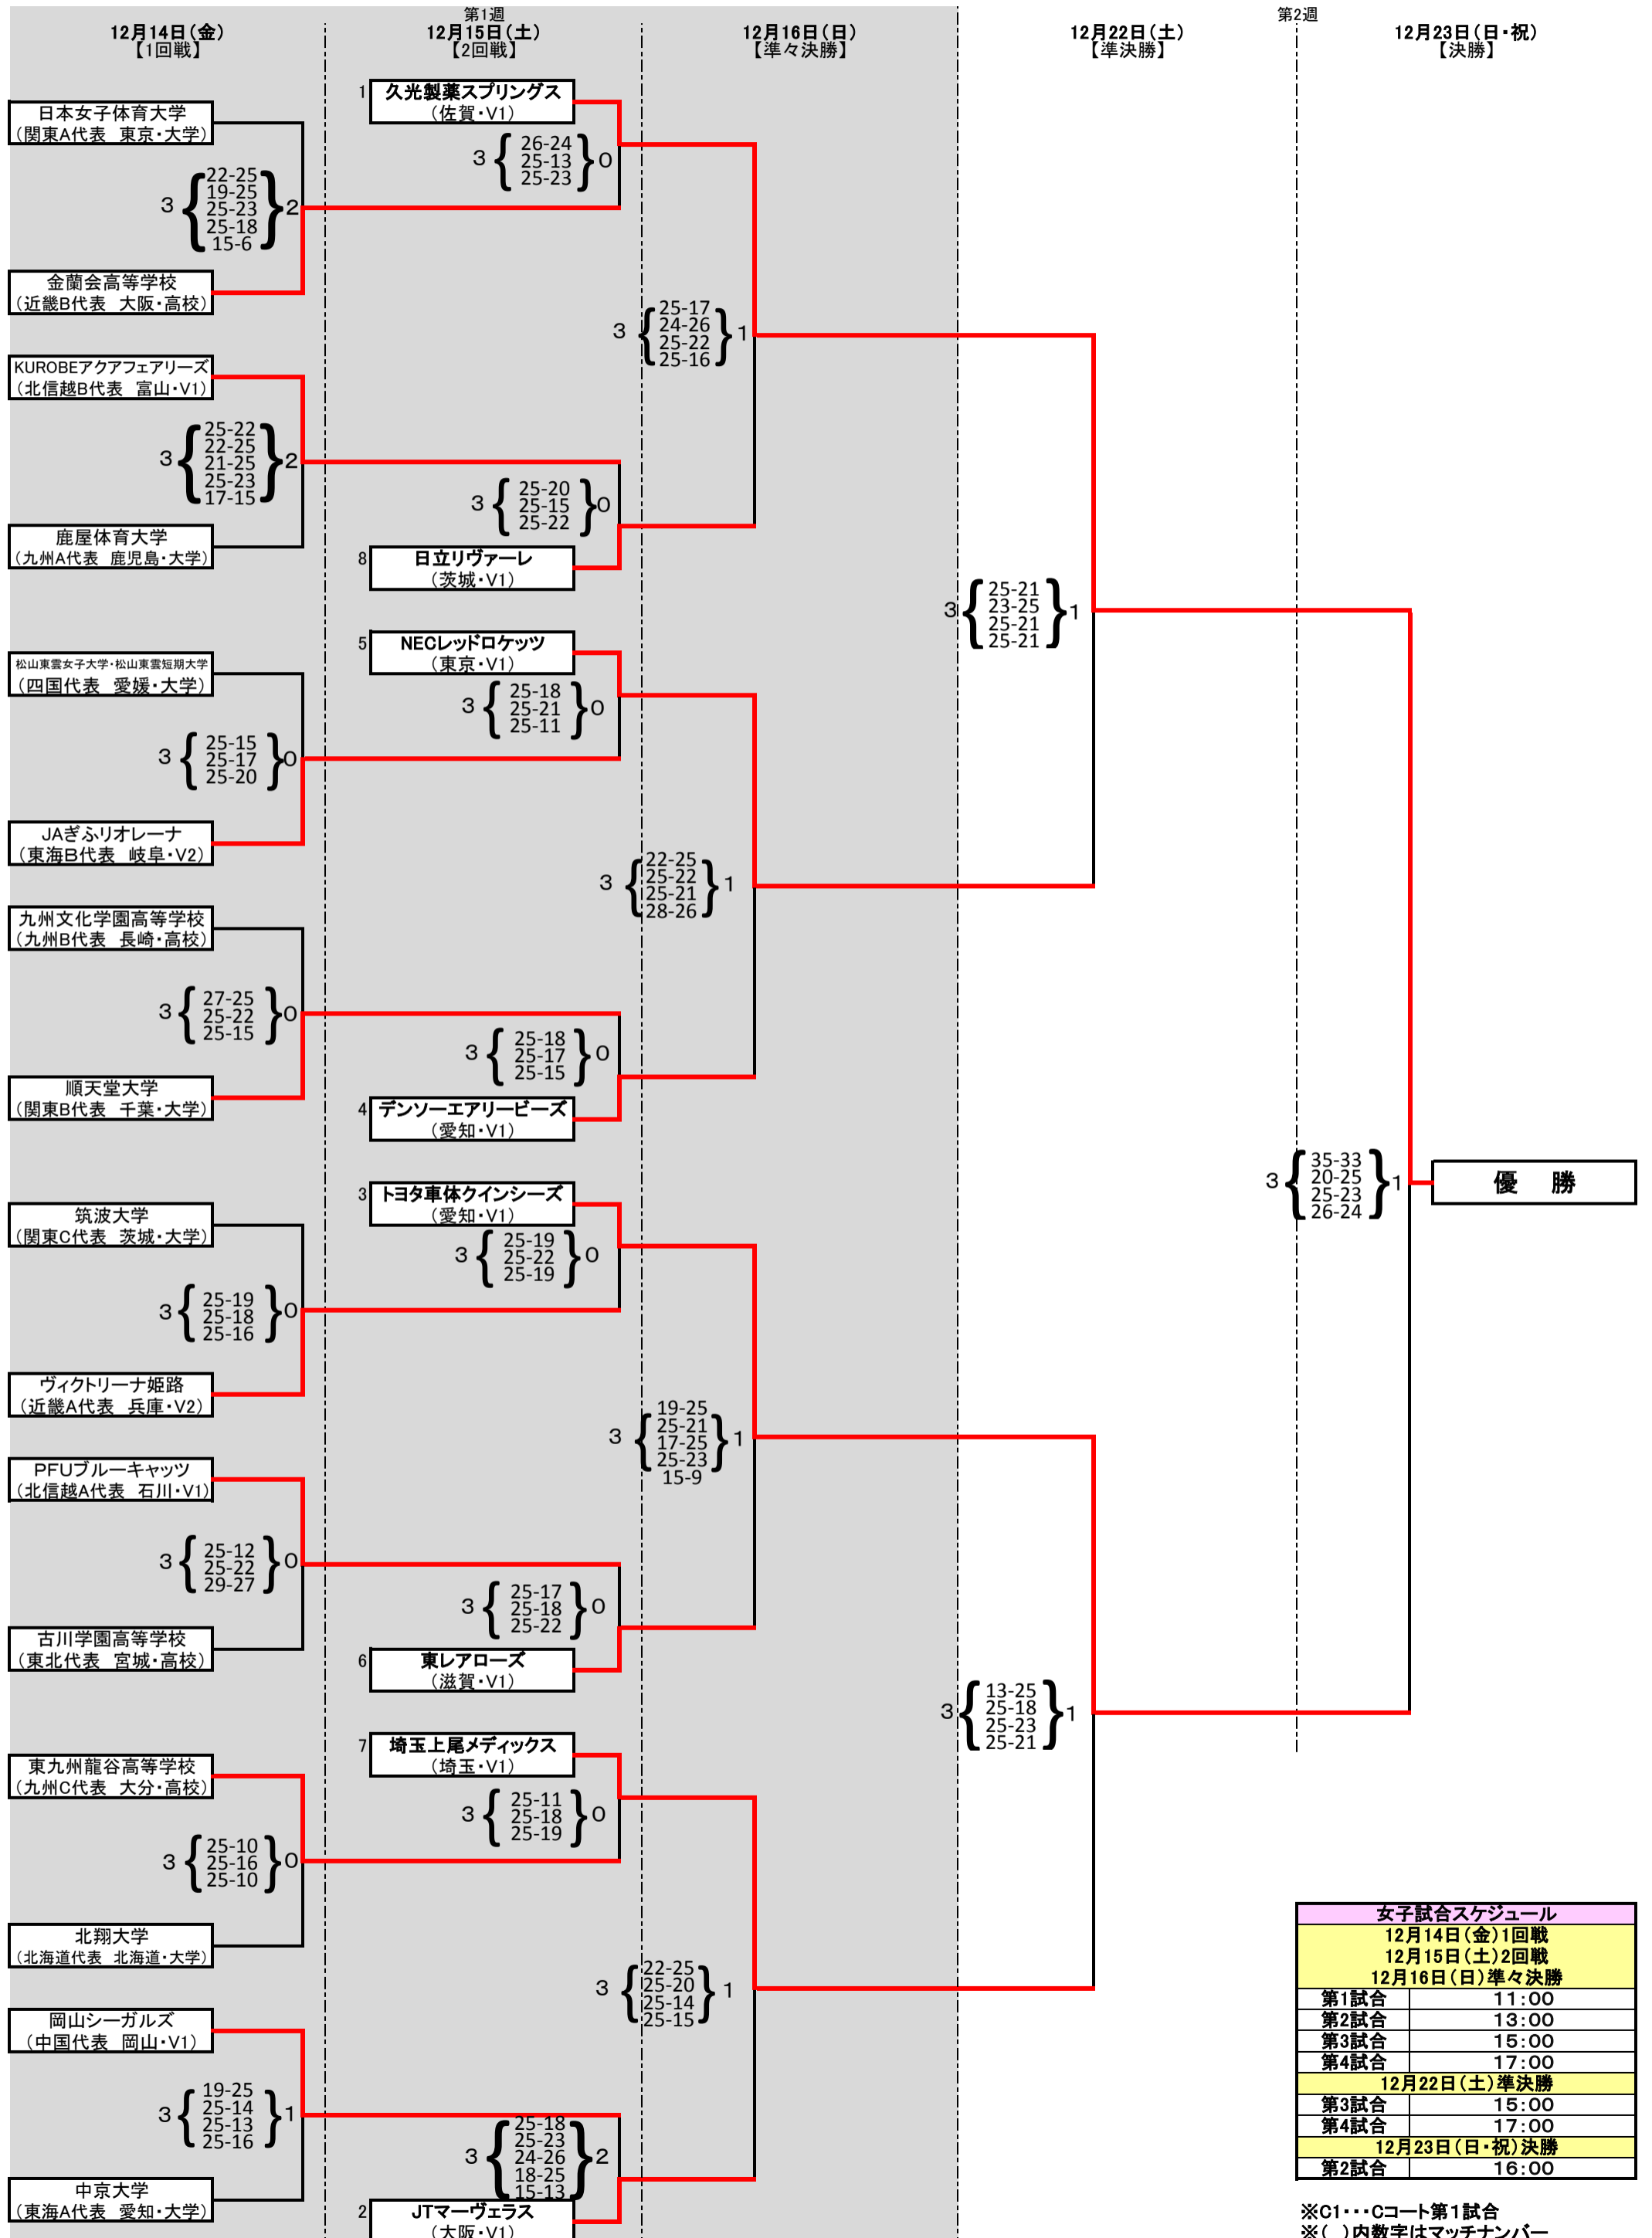 第1週
第2週
12月14日(金)
【1回戦】
12月15日(土)
【2回戦】
12月16日(日)
【準々決勝】
12月22日(土)
【準決勝】
12月23日(日・祝)
【決勝】
日本女子体育大学
(関東A代表 東京・大学)
3 22-25 2
19-25
25-23
25-18
15-6
金蘭会高等学校
(近畿B代表 大阪・高校)
KUROBEアクアフェアリーズ
(北信越B代表 富山・V1)
3 25-22 2
22-25
21-25
25-23
17-15
鹿屋体育大学
(九州A代表 鹿児島・大学)
松山東雲女子大学・松山東雲短期大学
(四国代表 愛媛・大学)
3 25-15 0
25-17
25-20
JAぎふリオレーナ
(東海B代表 岐阜・V2)
九州文化学園高等学校
(九州B代表 長崎・高校)
3 27-25 0
25-22
25-15
順天堂大学
(関東B代表 千葉・大学)
筑波大学
(関東C代表 茨城・大学)
3 25-19 0
25-18
25-16
ヴィクトリーナ姫路
(近畿A代表 兵庫・V2)
PFUブルーキャッツ
(北信越A代表 石川・V1)
3 25-12 0
25-22
29-27
古川学園高等学校
(東北代表 宮城・高校)
東九州龍谷高等学校
(九州C代表 大分・高校)
3 25-10 0
25-16
25-10
北翔大学
(北海道代表 北海道・大学)
岡山シーガルズ
(中国代表 岡山・V1)
3 19-25 1
25-14
25-13
25-16
中京大学
(東海A代表 愛知・大学)
1 久光製薬スプリングス
(佐賀・V1)
3 26-24 0
25-13
25-23
3 25-20 0
25-15
25-22
8 日立リヴァーレ
(茨城・V1)
5 NECレッドロケッツ
(東京・V1)
3 25-18 0
25-21
25-11
3 25-18 0
25-17
25-15
4 デンソーエアリービーズ
(愛知・V1)
3 トヨタ車体クインシーズ
(愛知・V1)
3 25-19 0
25-22
25-19
3 25-17 0
25-18
25-22
6 東レアローズ
(滋賀・V1)
7 埼玉上尾メディックス
(埼玉・V1)
3 25-11 0
25-18
25-19
3 25-18 2
25-23
24-26
18-25
15-13
2 JTマーヴェラス
(大阪・V1)
3 25-17 1
24-26
25-22
25-16
3 22-25 1
25-22
25-21
28-26
3 19-25 1
25-21
17-25
25-23
15-9
3 22-25 1
25-20
25-14
25-15
3 25-21 1
23-25
25-21
25-21
3 13-25 1
25-18
25-23
25-21
3 35-33 1
20-25
25-23
26-24
優 勝
女子試合スケジュール
12月14日(金)1回戦
12月15日(土)2回戦
12月16日(日)準々決勝
第1試合 11:00
第2試合 13:00
第3試合 15:00
第4試合 17:00
12月22日(土)準決勝
第3試合 15:00
第4試合 17:00
12月23日(日・祝)決勝
第2試合 16:00
※C1・・・Cコート第1試合
※( )内数字はマッチナンバー